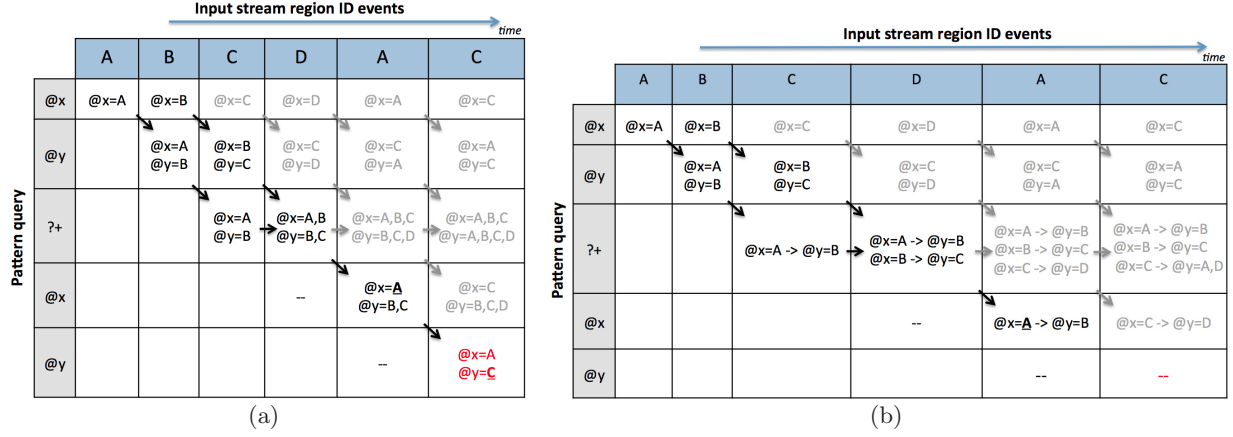 Input stream region ID events
time
A B C D A C
@x @x=A @x=B @x=C @x=D @x=A @x=C
@y
@x=A @x=B @x=C @x=C @x=A
@y=B @y=C @y=D @y=A @y=C
Pattern query
?+
@x=A @x=A,B @x=A,B,C @x=A,B,C
@y=B @y=B,C @y=B,C,D @y=A,B,C,D
@x
--
@x=A @x=C
@y=B,C @y=B,C,D
@y
--
@x=A
@y=C
(a)
Input stream region ID events
time
A B C D A C
@x @x=A @x=B @x=C @x=D @x=A @x=C
@y
@x=A @x=B @x=C @x=C @x=A
@y=B @y=C @y=D @y=A @y=C
Pattern query
?+
@x=A -> @y=B
@x=A -> @y=B
@x=B -> @y=C
@x=A -> @y=B
@x=B -> @y=C
@x=C -> @y=D
@x=A -> @y=B
@x=B -> @y=C
@x=C -> @y=A,D
@x -- @x=A -> @y=B @x=C -> @y=D
@y -- --
(b)